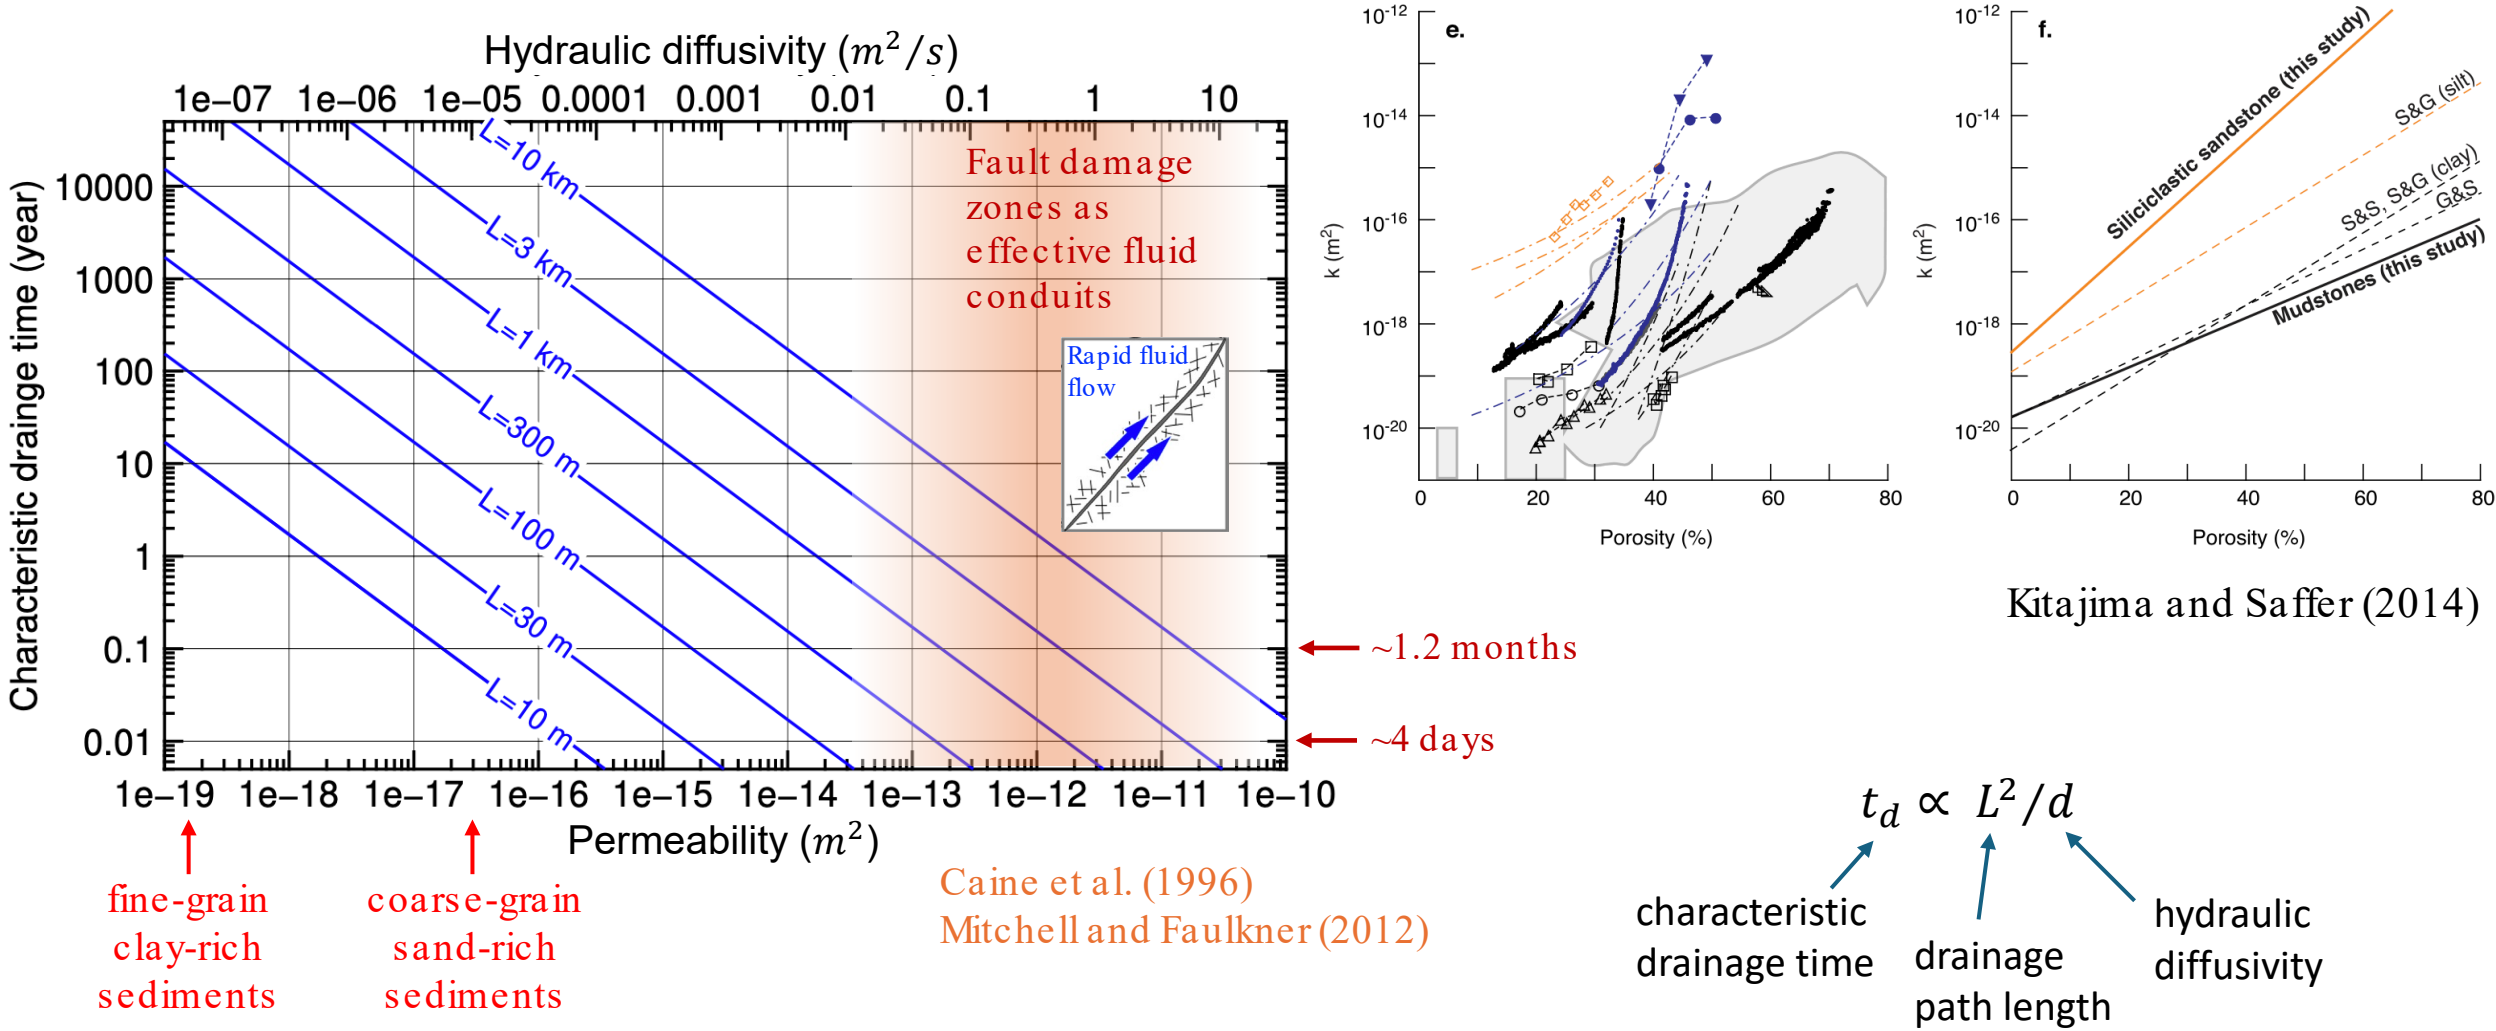 Hydraulic diffusivity (m²/s)
1e−07 1e−06 1e−05 0.0001 0.001 0.01 0.1 1 10
Characteristic drainge time (year)
10000
1000
100
10
1
0.1
0.01
L=10 km
L=3 km
L=1 km
L=300 m
L=100 m
L=30 m
L=10 m
Fault damage
zones as
effective fluid
conduits
Rapid fluid
flow
1e−19 1e−18 1e−17 1e−16 1e−15 1e−14 1e−13 1e−12 1e−11 1e−10
Permeability (m²)
~1.2 months
~4 days
fine-grain
clay-rich
sediments
coarse-grain
sand-rich
sediments
Caine et al. (1996)
Mitchell and Faulkner (2012)
e.
k (m²)
10⁻¹²
10⁻¹⁴
10⁻¹⁶
10⁻¹⁸
10⁻²⁰
0 20 40 60 80
Porosity (%)
f.
k (m²)
10⁻¹²
10⁻¹⁴
10⁻¹⁶
10⁻¹⁸
10⁻²⁰
Siliciclastic sandstone (this study)
S&G (silt)
S&S, S&G (clay)
G&S
Mudstones (this study)
0 20 40 60 80
Porosity (%)
Kitajima and Saffer (2014)
t_d ∝ L²/d
characteristic
drainage time
drainage
path length
hydraulic
diffusivity